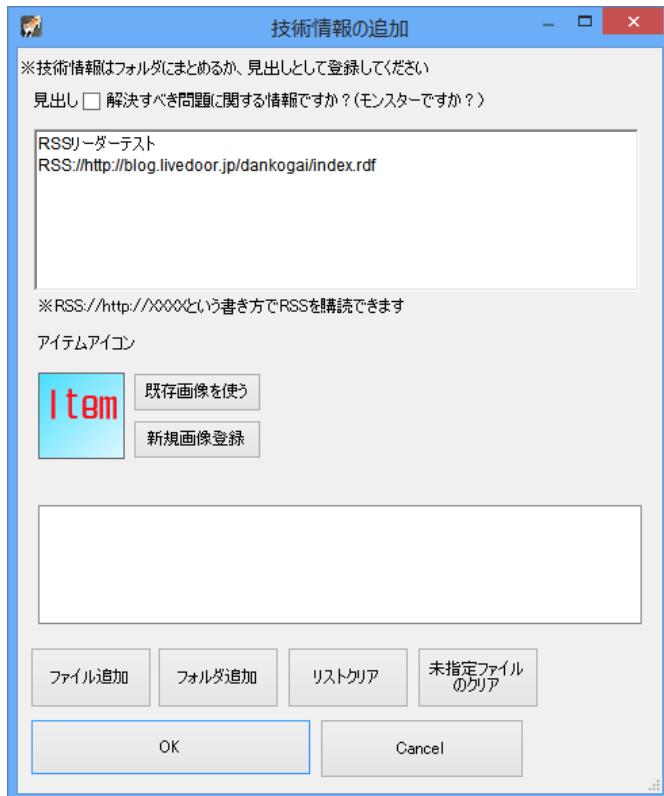 技術情報の追加
※技術情報はフォルダにまとめるか、見出しとして登録してください
見出し 解決すべき問題に関する情報ですか？(モンスターですか？)
RSSリーダーテスト
RSS://http://blog.livedoor.jp/dankogai/index.rdf
※RSS://http://XXXXという書き方でRSSを購読できます
アイテムアイコン
Item
既存画像を使う
新規画像登録
ファイル追加
フォルダ追加
リストクリア
未指定ファイル
のクリア
OK
Cancel